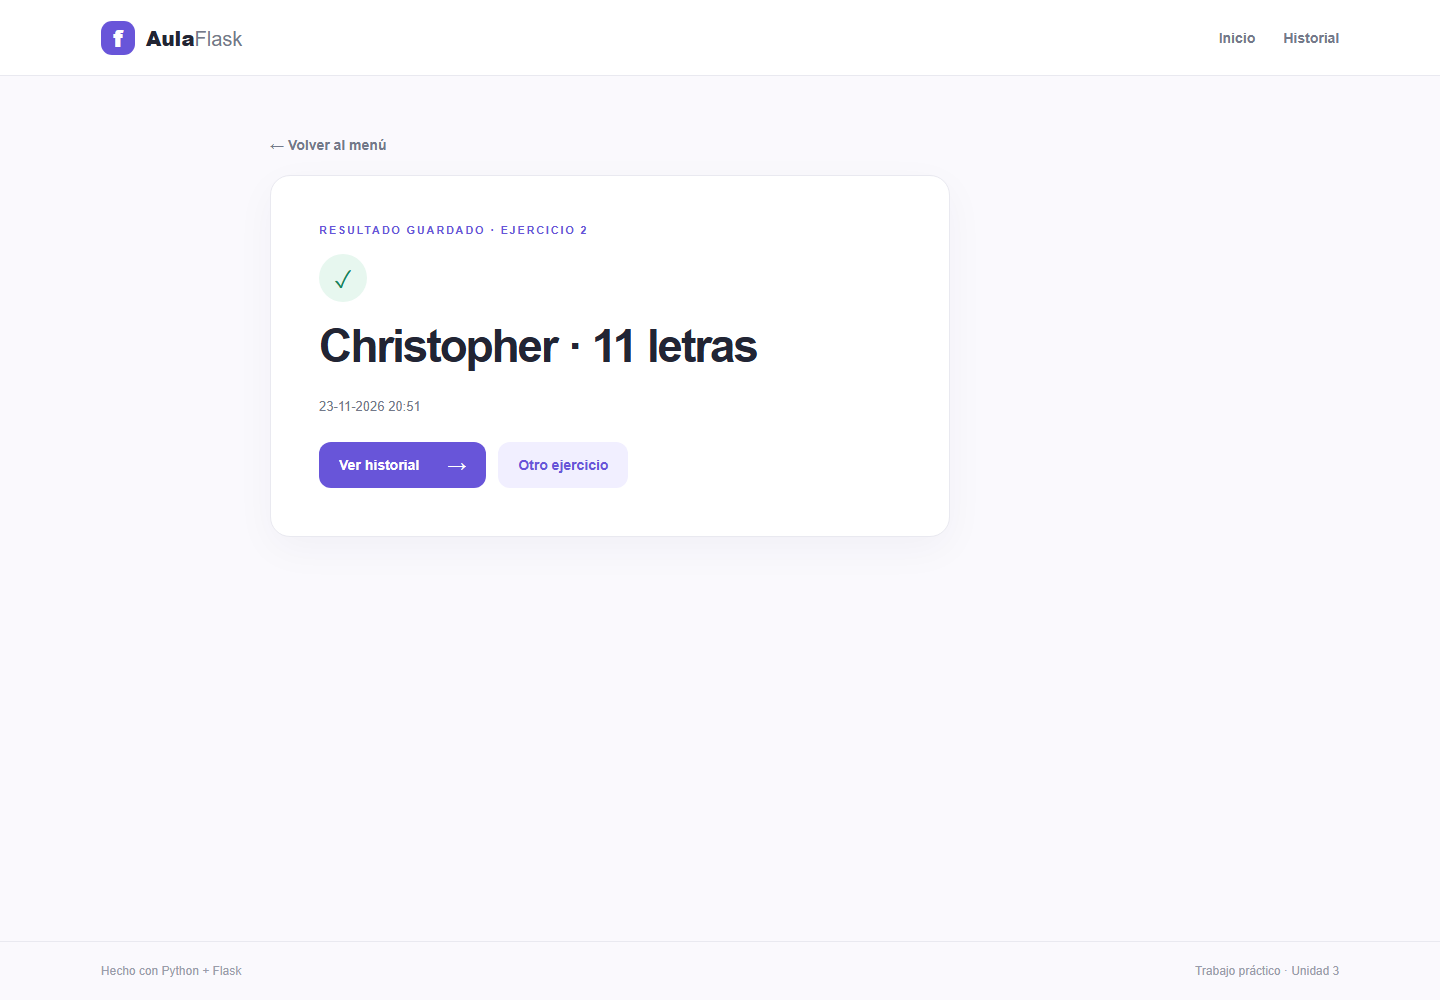 f AulaFlask
Inicio Historial
← Volver al menú
RESULTADO GUARDADO · EJERCICIO 2
✓
Christopher · 11 letras
23-11-2026 20:51
Ver historial → Otro ejercicio
Hecho con Python + Flask
Trabajo práctico · Unidad 3